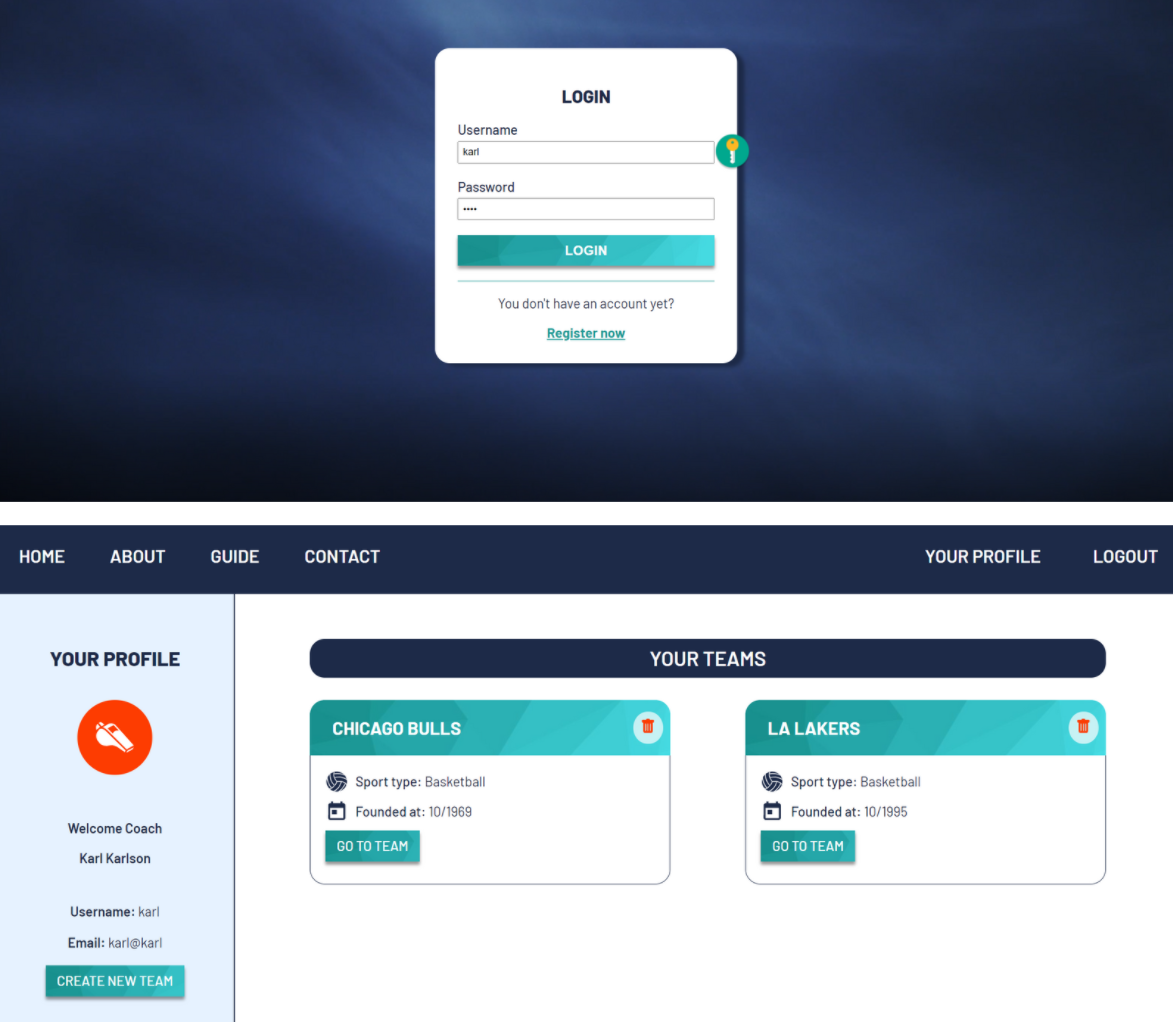 LOGIN
Username
karl
Password
••••
LOGIN
You don't have an account yet?
Register now
HOME ABOUT GUIDE CONTACT YOUR PROFILE LOGOUT
YOUR PROFILE
Welcome Coach
Karl Karlson
Username: karl
Email: karl@karl
CREATE NEW TEAM
YOUR TEAMS
CHICAGO BULLS
Sport type: Basketball
Founded at: 10/1969
GO TO TEAM
LA LAKERS
Sport type: Basketball
Founded at: 10/1995
GO TO TEAM